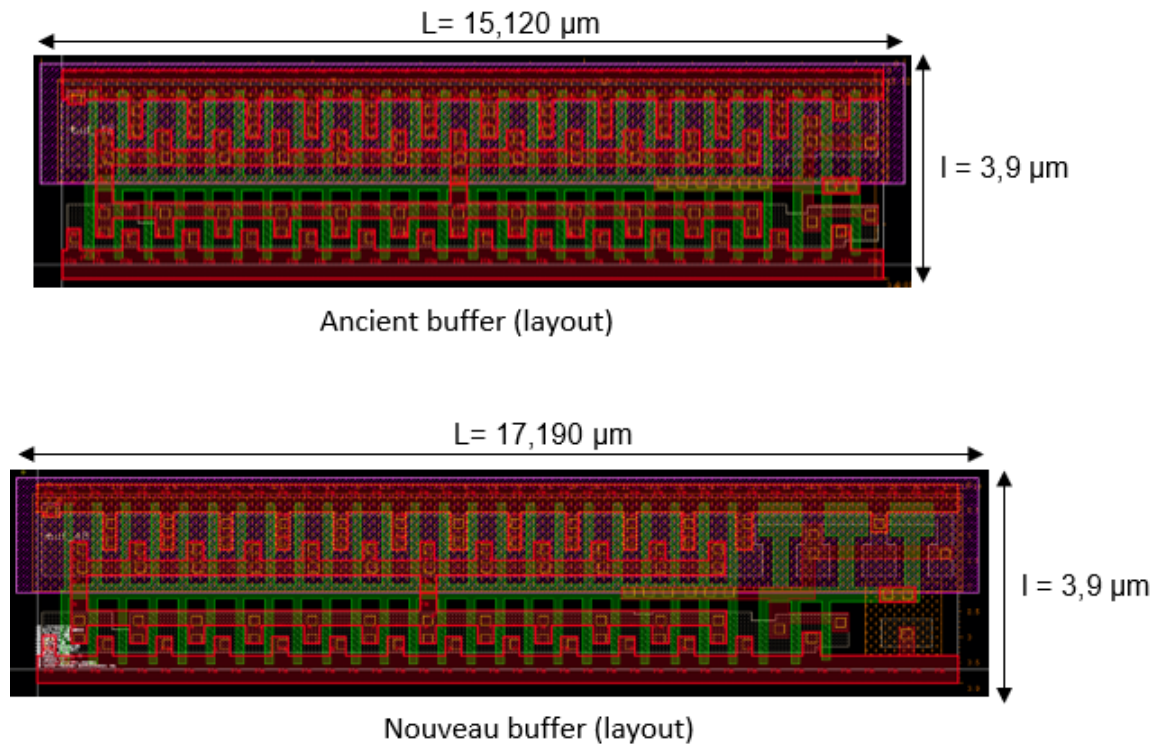 L= 15,120 µm
l = 3,9 µm
Ancient buffer (layout)
L= 17,190 µm
l = 3,9 µm
Nouveau buffer (layout)